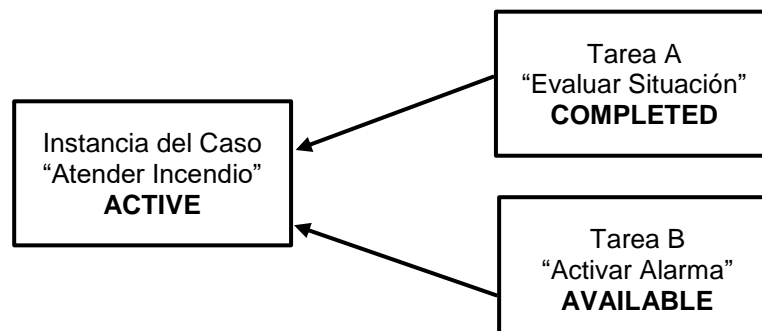 Tarea A
“Evaluar Situación”
COMPLETED
Instancia del Caso
“Atender Incendio”
ACTIVE
Tarea B
“Activar Alarma”
AVAILABLE